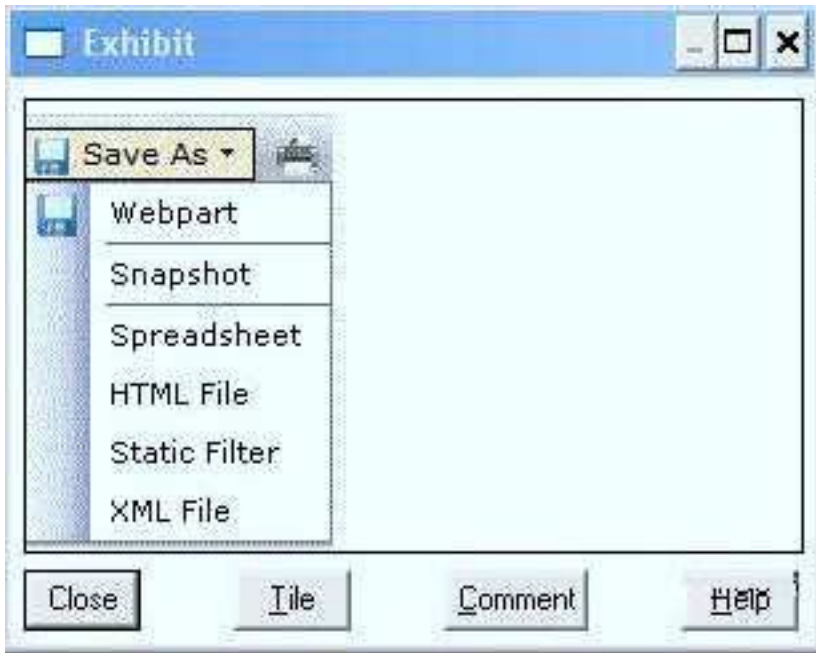 Exhibit
Save As
Webpart
Snapshot
Spreadsheet
HTML File
Static Filter
XML File
Close Tile Comment Help